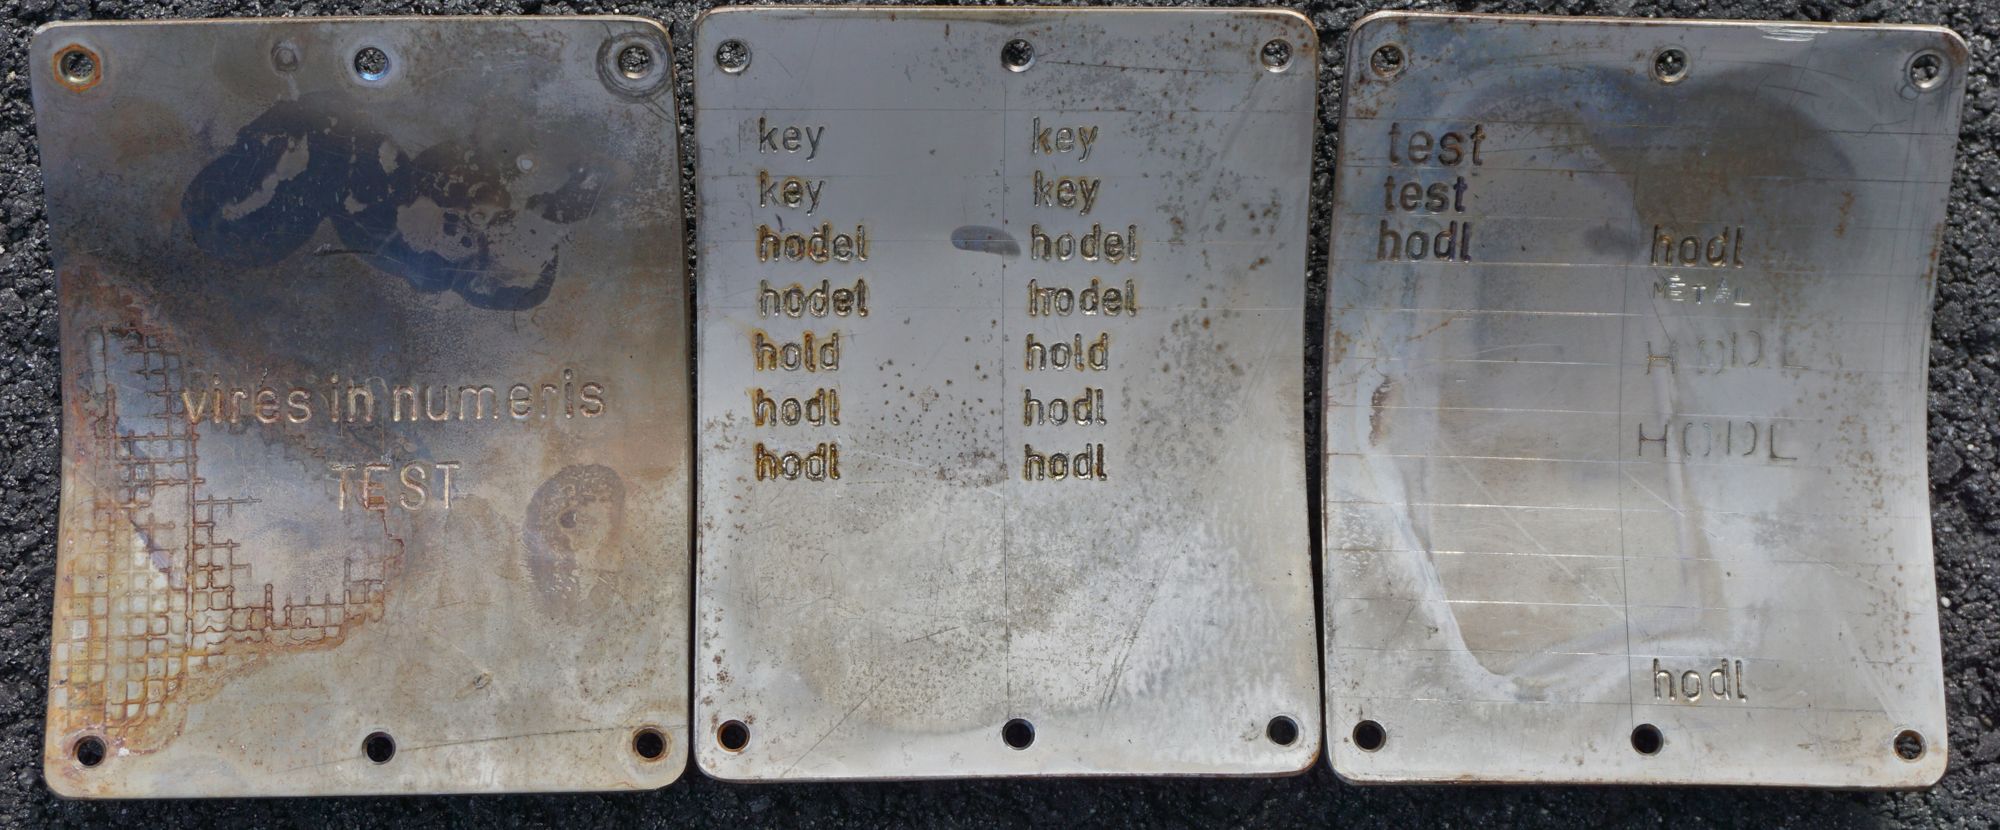 vires in numeris
TEST
key key
key key
hodel hodel
hodel hodel
hold hold
hodl hodl
hodl hodl
test
test
hodl hodl
METAL
HODL
HODL
hodl